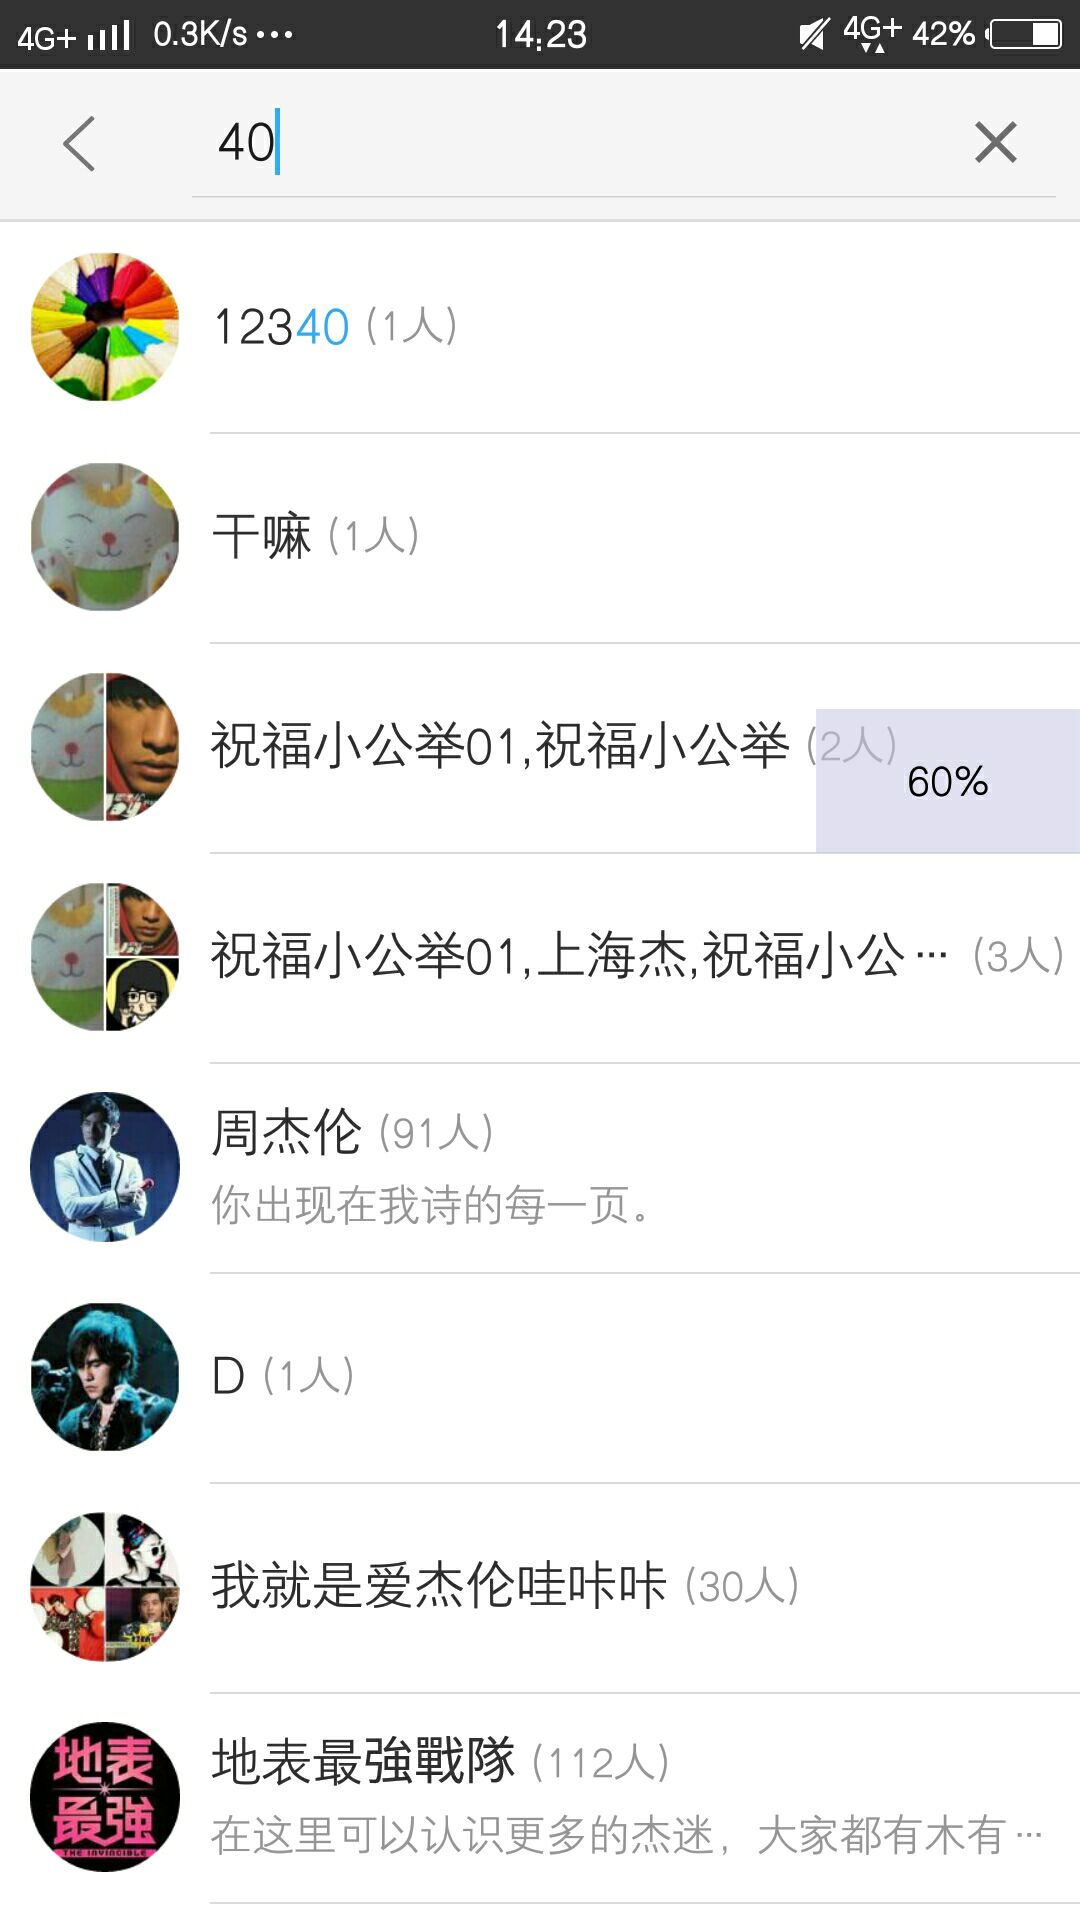 4G+ 0.3K/s ··· 14:23 4G+ 42%
40
12340 (1人)
干嘛 (1人)
祝福小公举01,祝福小公举 (2人)
60%
祝福小公举01,上海杰,祝福小公··· (3人)
周杰伦 (91人)
你出现在我诗的每一页。
D (1人)
我就是爱杰伦哇咔咔 (30人)
地表最強戰隊 (112人)
地表
最強
THE INVINCIBLE
在这里可以认识更多的杰迷，大家都有木有···